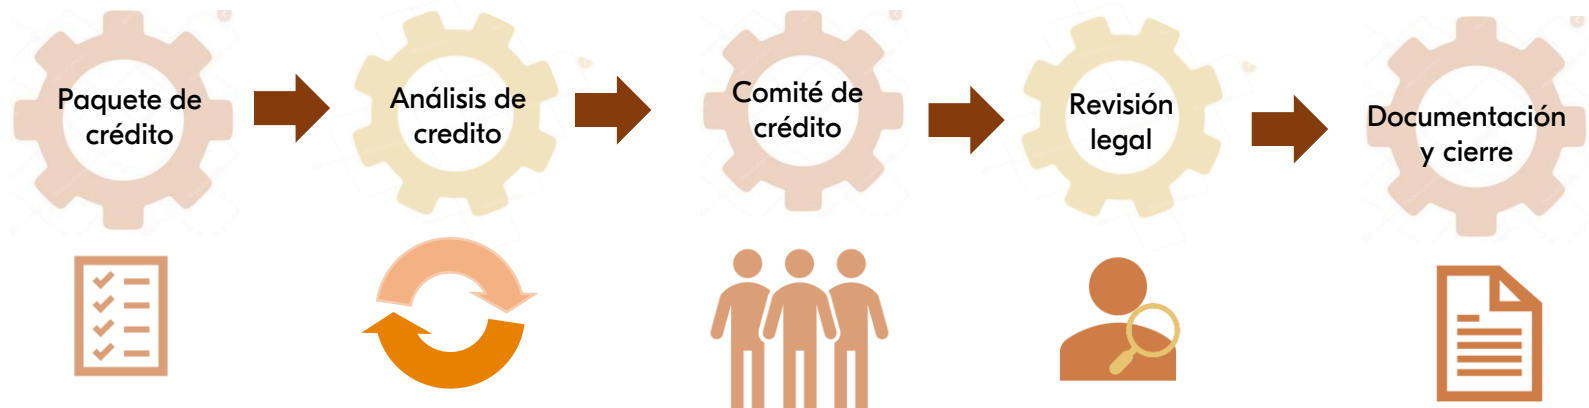 Paquete de
crédito
Análisis de
credito
Comité de
crédito
Revisión
legal
Documentación
y cierre